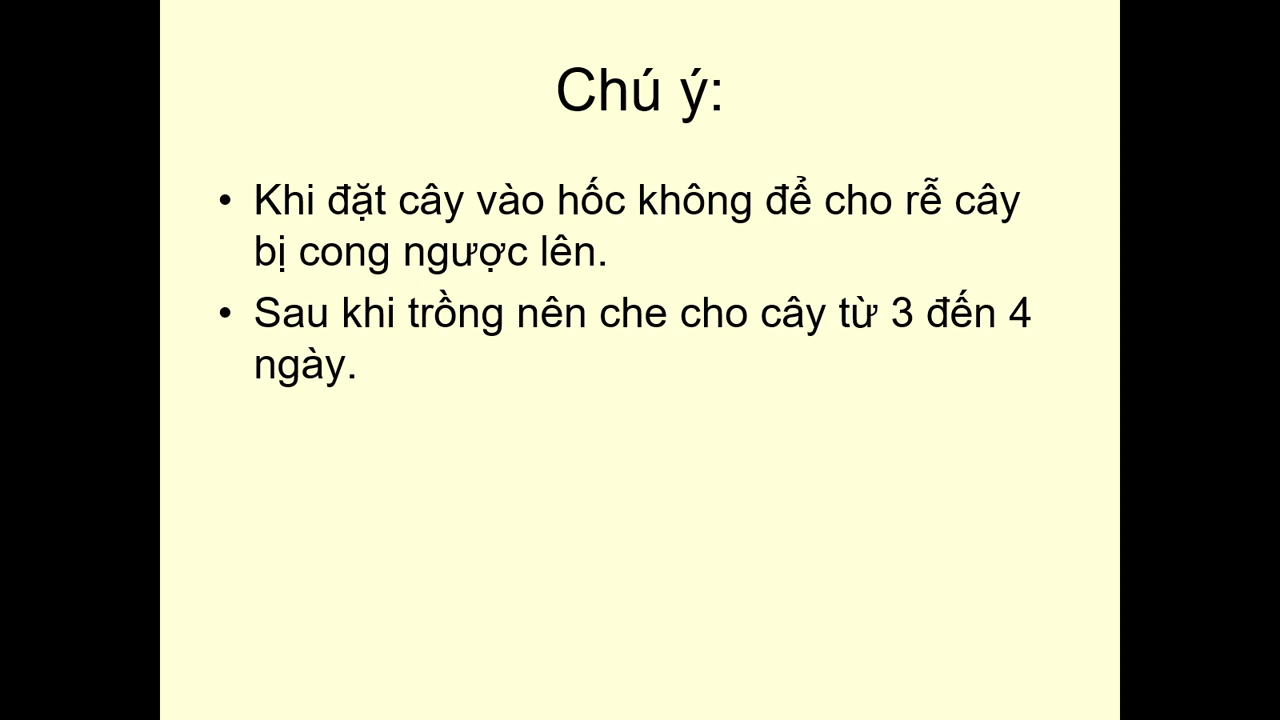 Chú ý:
• Khi đặt cây vào hốc không để cho rễ cây
bị cong ngược lên.
• Sau khi trồng nên che cho cây từ 3 đến 4
ngày.